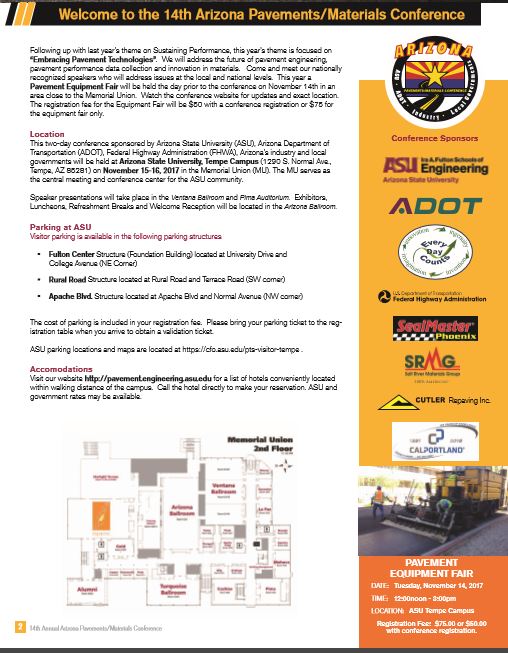 Welcome to the 14th Arizona Pavements/Materials Conference
Following up with last year's theme on Sustaining Performance, this year's theme is focused on
"Embracing Pavement Technologies". We will address the future of pavement engineering,
pavement performance data collection and innovation in materials. Come and meet our nationally
recognized speakers who will address issues at the local and national levels. This year a
Pavement Equipment Fair will be held the day prior to the conference on November 14th in an
area close to the Memorial Union. Watch the conference website for updates and exact location.
The registration fee for the Equipment Fair will be $50 with a conference registration or $75 for
the equipment fair only.
Location
This two-day conference sponsored by Arizona State University (ASU), Arizona Department of
Transportation (ADOT), Federal Highway Administration (FHWA), Arizona's industry and local
governments will be held at Arizona State University, Tempe Campus (1290 S. Normal Ave.,
Tempe, AZ 85281) on November 15-16, 2017 in the Memorial Union (MU). The MU serves as
the central meeting and conference center for the ASU community.
Speaker presentations will take place in the Ventana Ballroom and Pima Auditorium. Exhibitors,
Luncheons, Refreshment Breaks and Welcome Reception will be located in the Arizona Ballroom.
Parking at ASU
Visitor parking is available in the following parking structures
• Fulton Center Structure (Foundation Building) located at University Drive and
College Avenue (NE Corner)
• Rural Road Structure located at Rural Road and Terrace Road (SW corner)
• Apache Blvd. Structure located at Apache Blvd and Normal Avenue (NW corner)
The cost of parking is included in your registration fee. Please bring your parking ticket to the reg-
istration table when you arrive to obtain a validation ticket.
ASU parking locations and maps are located at https://cfo.asu.edu/pts-visitor-tempe .
Accomodations
Visit our website http://pavement.engineering.asu.edu for a list of hotels conveniently located
within walking distance of the campus. Call the hotel directly to make your reservation. ASU and
government rates may be available.
Memorial Union
2nd Floor
Ventana
Ballroom
Arizona
Ballroom
La Paz
Gold
Alumni
Turquoise
Ballroom
Pima
2 14th Annual Arizona Pavements/Materials Conference
ARIZONA
PAVEMENTS/MATERIALS CONFERENCE
ASU · ADOT · Industry · Local Governments
Conference Sponsors
ASU Ira A. Fulton Schools of
Engineering
Arizona State University
ADOT
innovation
ingenuity
Every
Day
Counts
imagination
invention
U.S. Department of Transportation
Federal Highway Administration
SealMaster
Phoenix
SRMG
Salt River Materials Group
CUTLER Repaving Inc.
CALPORTLAND
PAVEMENT
EQUIPMENT FAIR
DATE: Tuesday, November 14, 2017
TIME: 12:00noon - 3:00pm
LOCATION: ASU Tempe Campus
Registration Fee: $75.00 or $50.00
with conference registration.